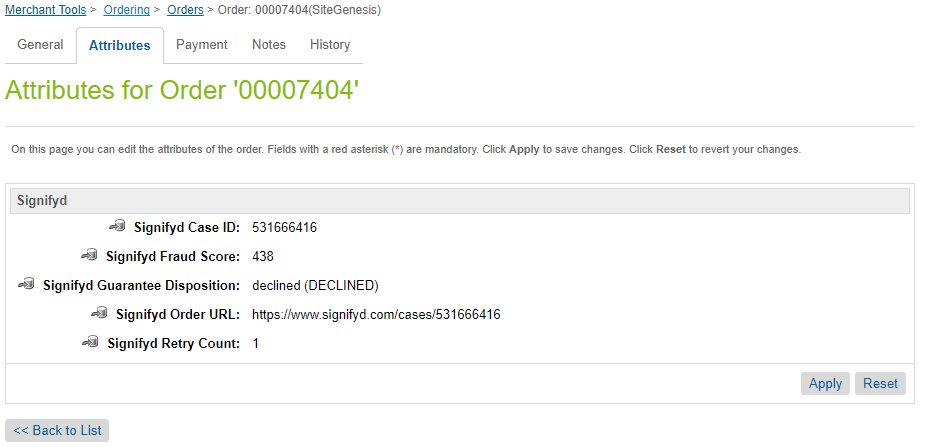 Merchant Tools > Ordering > Orders > Order: 00007404(SiteGenesis)
General Attributes Payment Notes History
Attributes for Order '00007404'
On this page you can edit the attributes of the order. Fields with a red asterisk (*) are mandatory. Click Apply to save changes. Click Reset to revert your changes.
Signifyd
Signifyd Case ID: 531666416
Signifyd Fraud Score: 438
Signifyd Guarantee Disposition: declined (DECLINED)
Signifyd Order URL: https://www.signifyd.com/cases/531666416
Signifyd Retry Count: 1
Apply Reset
<< Back to List